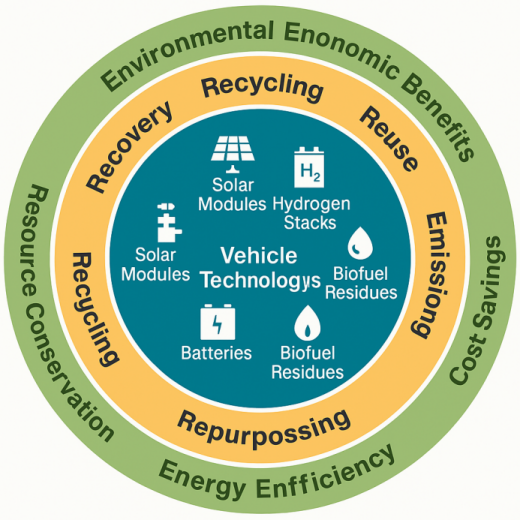 Environmental Enonomic Benefits
Recycling
Recovery
Reuse
Solar
Modules
H2
Hydrogen
Stacks
Resource Conservation
Recycling
Solar
Modules
Vehicle
Technologys
Biofuel
Residues
Emissiong
Cost Savings
Batteries
Biofuel
Residues
Repurpossing
Energy Enfficiency